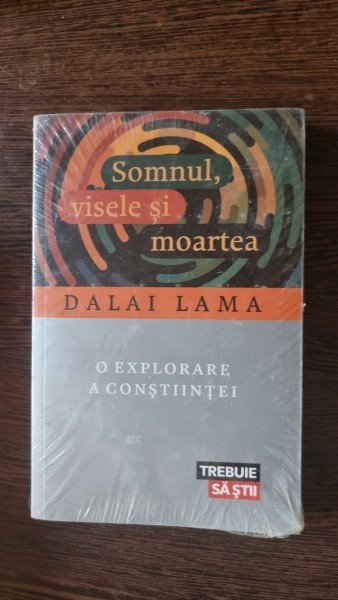 Somnul,
visele și
moartea
DALAI LAMA
O EXPLORARE
A CONȘTIINȚEI
TREBUIE
SĂ ȘTII